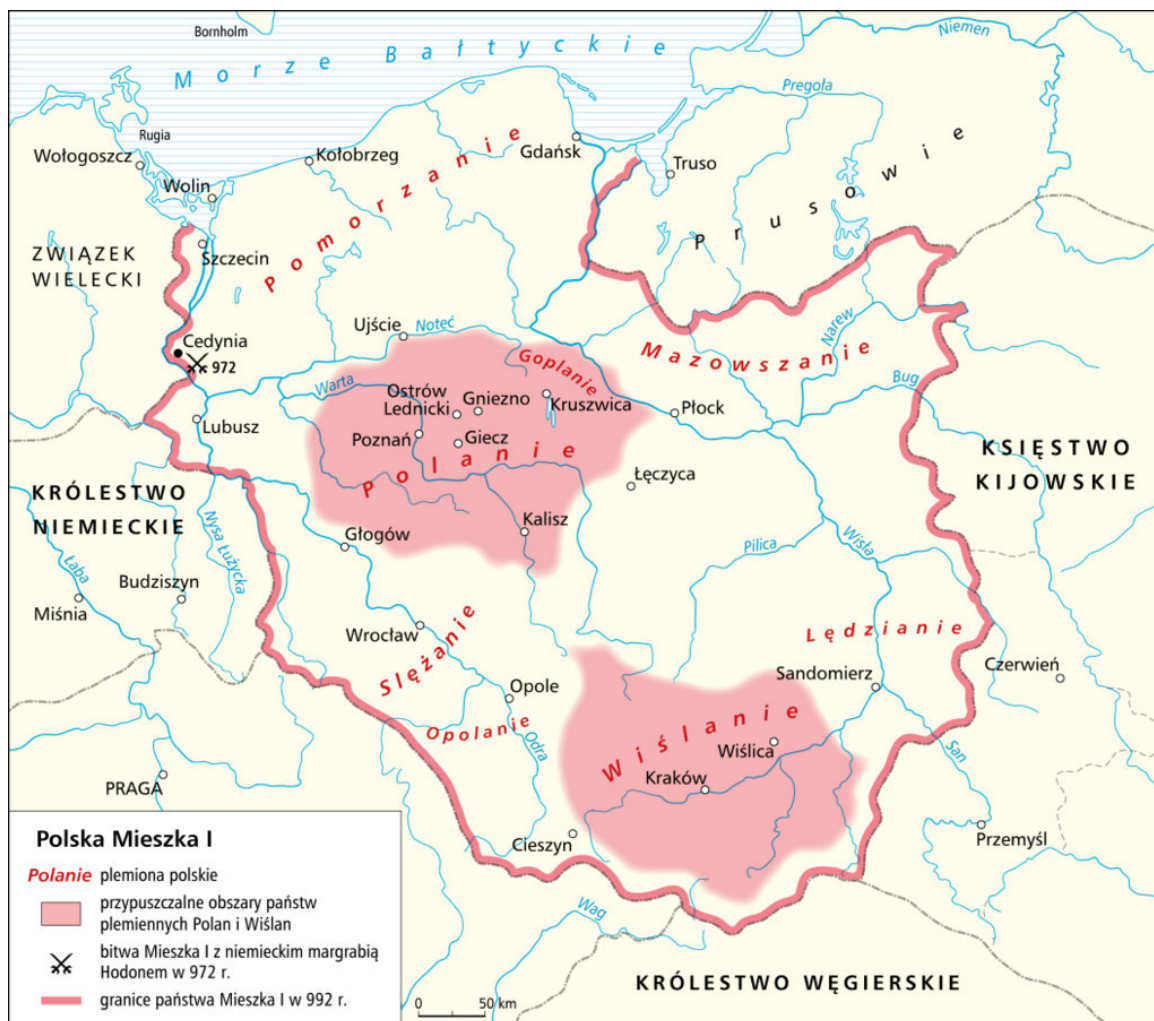 Bornholm
Morze Bałtyckie
Niemen
Pregoła
Rugia
Wołogoszcz
Kołobrzeg
Gdańsk
Truso
Wolin
Pomorzanie
Prusowie
ZWIĄZEK
WIELECKI
Szczecin
Ujście
Noteć
Cedynia
972
Goplanie
Mazowszanie
Narew
Bug
Warta
Ostrów
Lednicki
Gniezno
Kruszwica
Płock
Lubusz
Poznań
Giecz
Polanie
Łęczyca
KSIĘSTWO
KIJOWSKIE
KRÓLESTWO
NIEMIECKIE
Nysa Łużycka
Głogów
Kalisz
Pilica
Wisła
Łaba
Budziszyn
Miśnia
Wrocław
Slężanie
Lędzianie
Sandomierz
Czerwień
Opole
Opolanie
Odra
Wiślanie
Wiślica
Kraków
San
PRAGA
Cieszyn
Przemyśl
Wag
KRÓLESTWO WĘGIERSKIE
Polska Mieszka I
Polanie plemiona polskie
przypuszczalne obszary państw
plemiennych Polan i Wiślan
bitwa Mieszka I z niemieckim margrabią
Hodonem w 972 r.
granice państwa Mieszka I w 992 r.
0 50 km